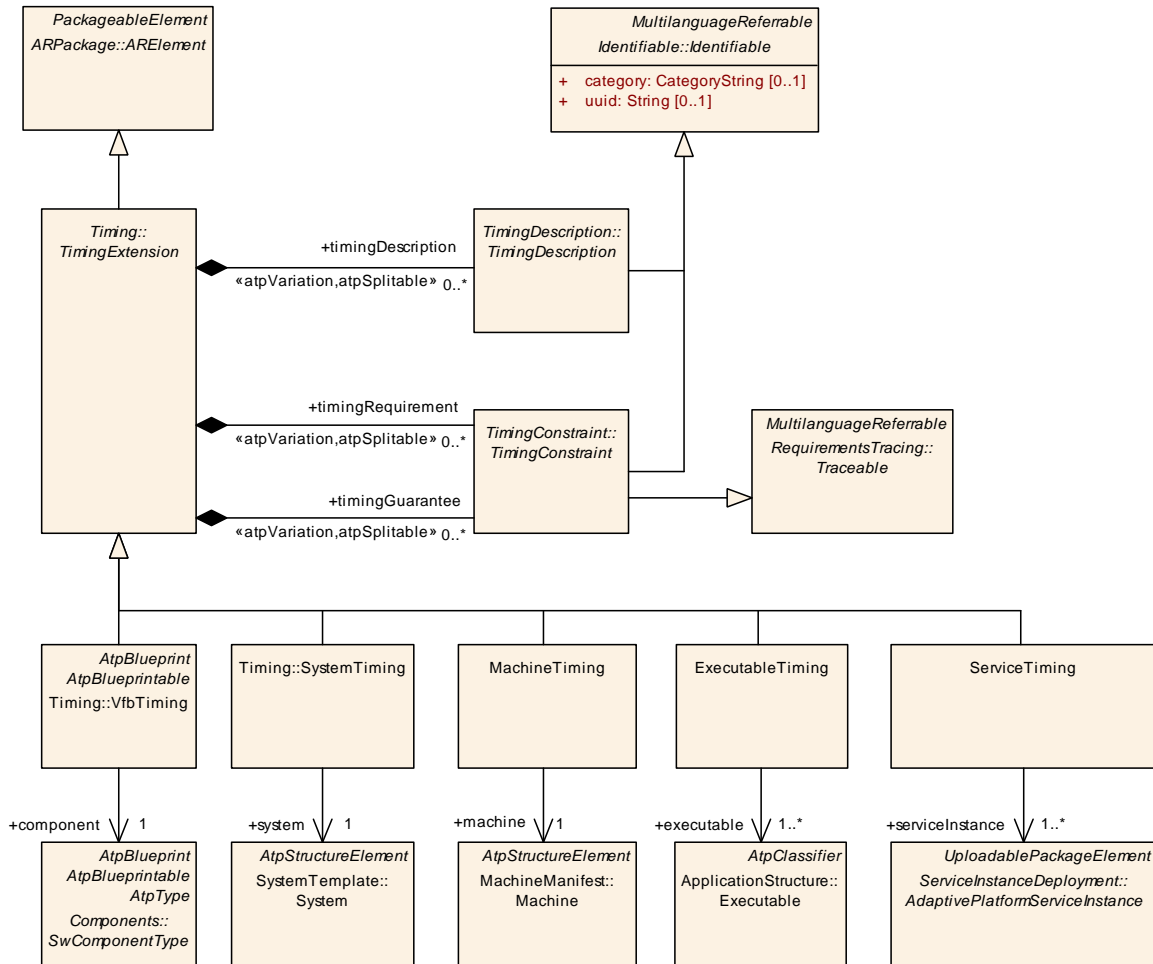 PackageableElement
ARPackage::ARElement
MultilanguageReferrable
Identifiable::Identifiable
+ category: CategoryString [0..1]
+ uuid: String [0..1]
Timing::
TimingExtension
+timingDescription
«atpVariation,atpSplitable» 0..*
TimingDescription::
TimingDescription
+timingRequirement
«atpVariation,atpSplitable» 0..*
TimingConstraint::
TimingConstraint
MultilanguageReferrable
RequirementsTracing::
Traceable
+timingGuarantee
«atpVariation,atpSplitable» 0..*
AtpBlueprint
AtpBlueprintable
Timing::VfbTiming
Timing::SystemTiming
MachineTiming
ExecutableTiming
ServiceTiming
+component 1
+system 1
+machine 1
+executable 1..*
+serviceInstance 1..*
AtpBlueprint
AtpBlueprintable
AtpType
Components::
SwComponentType
AtpStructureElement
SystemTemplate::
System
AtpStructureElement
MachineManifest::
Machine
AtpClassifier
ApplicationStructure::
Executable
UploadablePackageElement
ServiceInstanceDeployment::
AdaptivePlatformServiceInstance